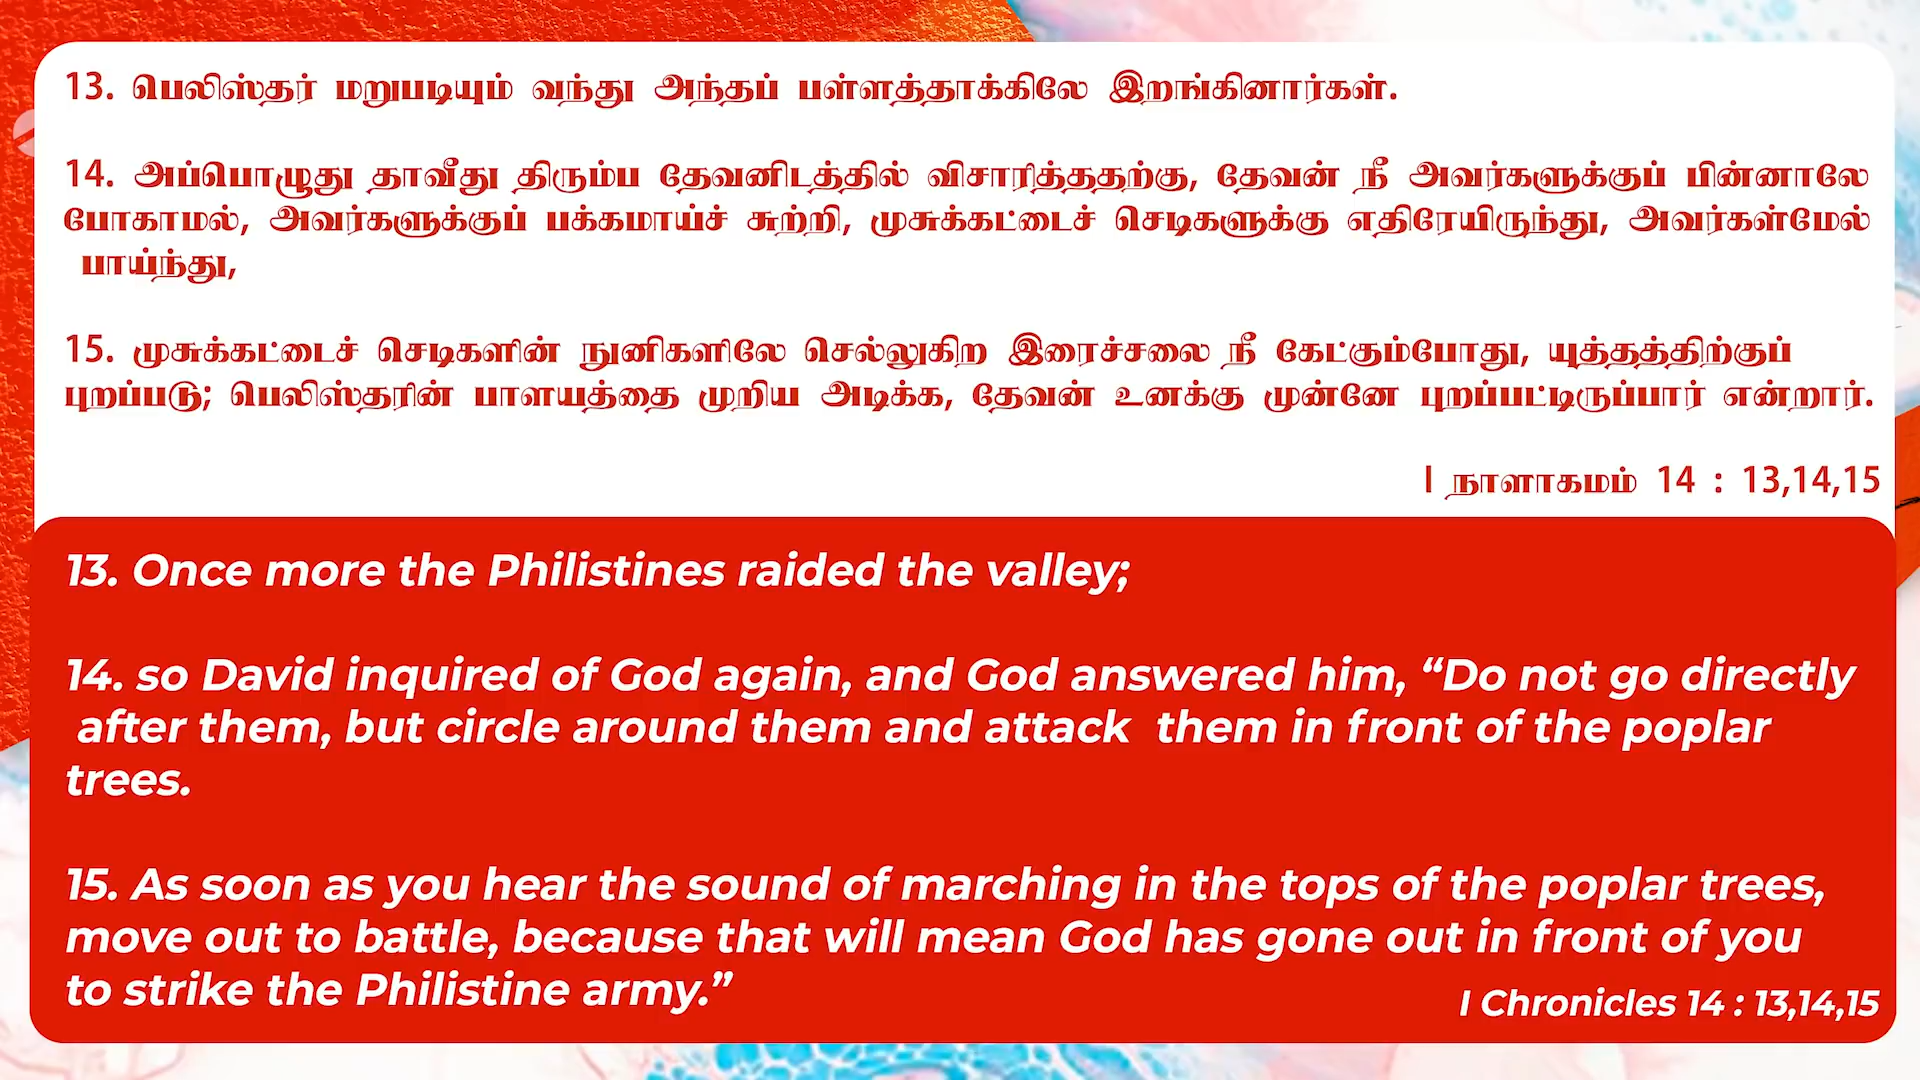 13. பெலிஸ்தர் மறுபடியும் வந்து அந்தப் பள்ளத்தாக்கிலே இறங்கினார்கள்.
14. அப்பொழுது தாவீது திரும்ப தேவனிடத்தில் விசாரித்ததற்கு, தேவன் நீ அவர்களுக்குப் பின்னாலே
போகாமல், அவர்களுக்குப் பக்கமாய்ச் சுற்றி, முசுக்கட்டைச் செடிகளுக்கு எதிரேயிருந்து, அவர்கள்மேல்
பாய்ந்து,
15. முசுக்கட்டைச் செடிகளின் நுனிகளிலே செல்லுகிற இரைச்சலை நீ கேட்கும்போது, யுத்தத்திற்குப்
புறப்படு; பெலிஸ்தரின் பாளயத்தை முறிய அடிக்க, தேவன் உனக்கு முன்னே புறப்பட்டிருப்பார் என்றார்.
I நாளாகமம் 14 : 13,14,15
13. Once more the Philistines raided the valley;
14. so David inquired of God again, and God answered him, “Do not go directly
after them, but circle around them and attack them in front of the poplar
trees.
15. As soon as you hear the sound of marching in the tops of the poplar trees,
move out to battle, because that will mean God has gone out in front of you
to strike the Philistine army.”
I Chronicles 14 : 13,14,15